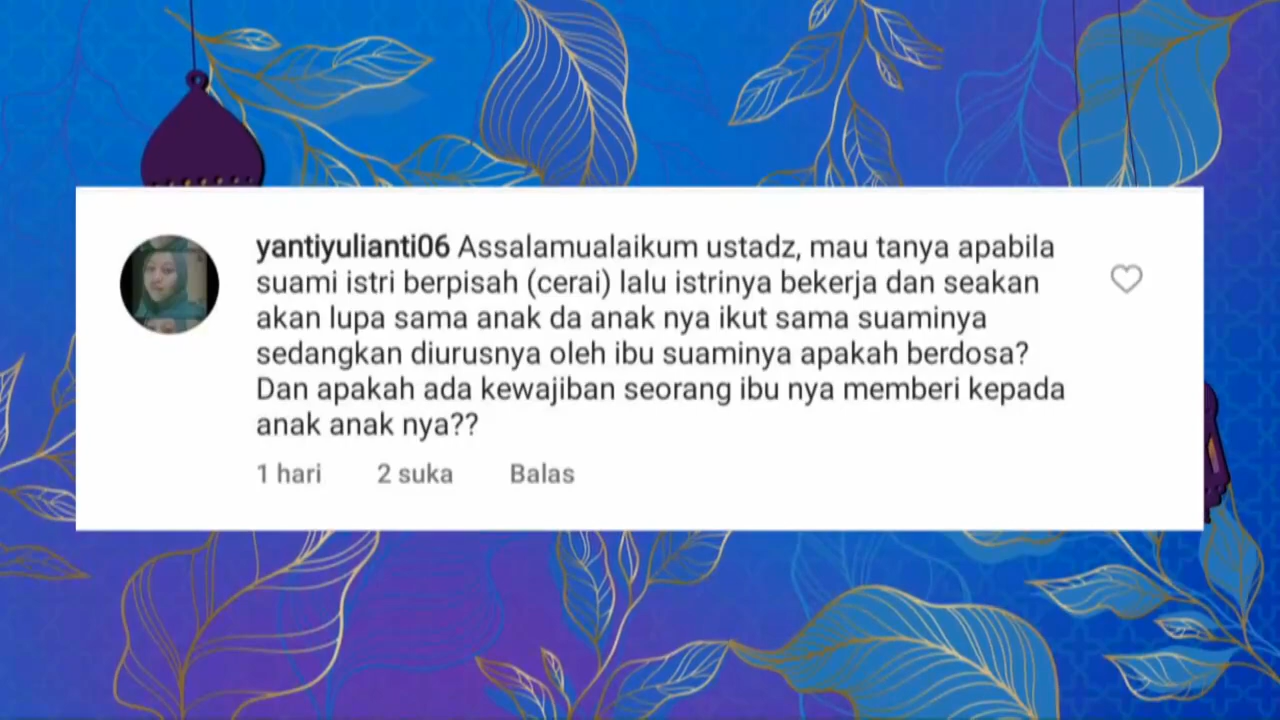 yantiyulianti06 Assalamualaikum ustadz, mau tanya apabila
suami istri berpisah (cerai) lalu istrinya bekerja dan seakan
akan lupa sama anak da anak nya ikut sama suaminya
sedangkan diurusnya oleh ibu suaminya apakah berdosa?
Dan apakah ada kewajiban seorang ibu nya memberi kepada
anak anak nya??
1 hari 2 suka Balas